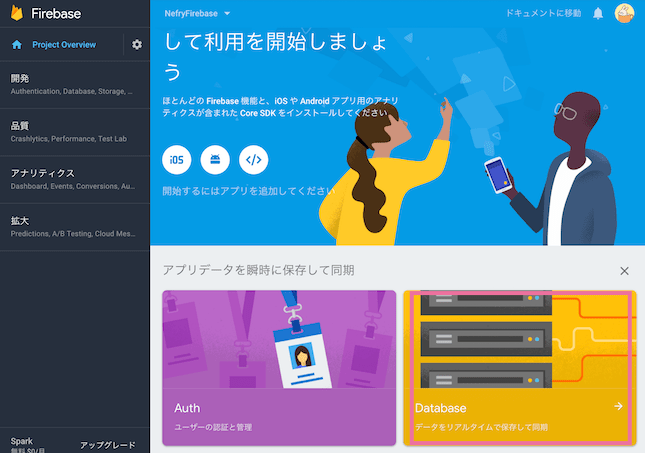 Firebase
NefryFirebase
ドキュメントに移動
Project Overview
開発
Authentication, Database, Storage, ...
品質
Crashlytics, Performance, Test Lab
アナリティクス
Dashboard, Events, Conversions, Au...
拡大
Predictions, A/B Testing, Cloud Mes...
Spark
無料 $0/月
アップグレード
して利用を開始しましょ
う
ほとんどの Firebase 機能と、iOS や Android アプリ用のアナリ
ティクスが含まれた Core SDK をインストールしてください
iOS
開始するにはアプリを追加してください
アプリデータを瞬時に保存して同期
Auth
ユーザーの認証と管理
Database
データをリアルタイムで保存して同期